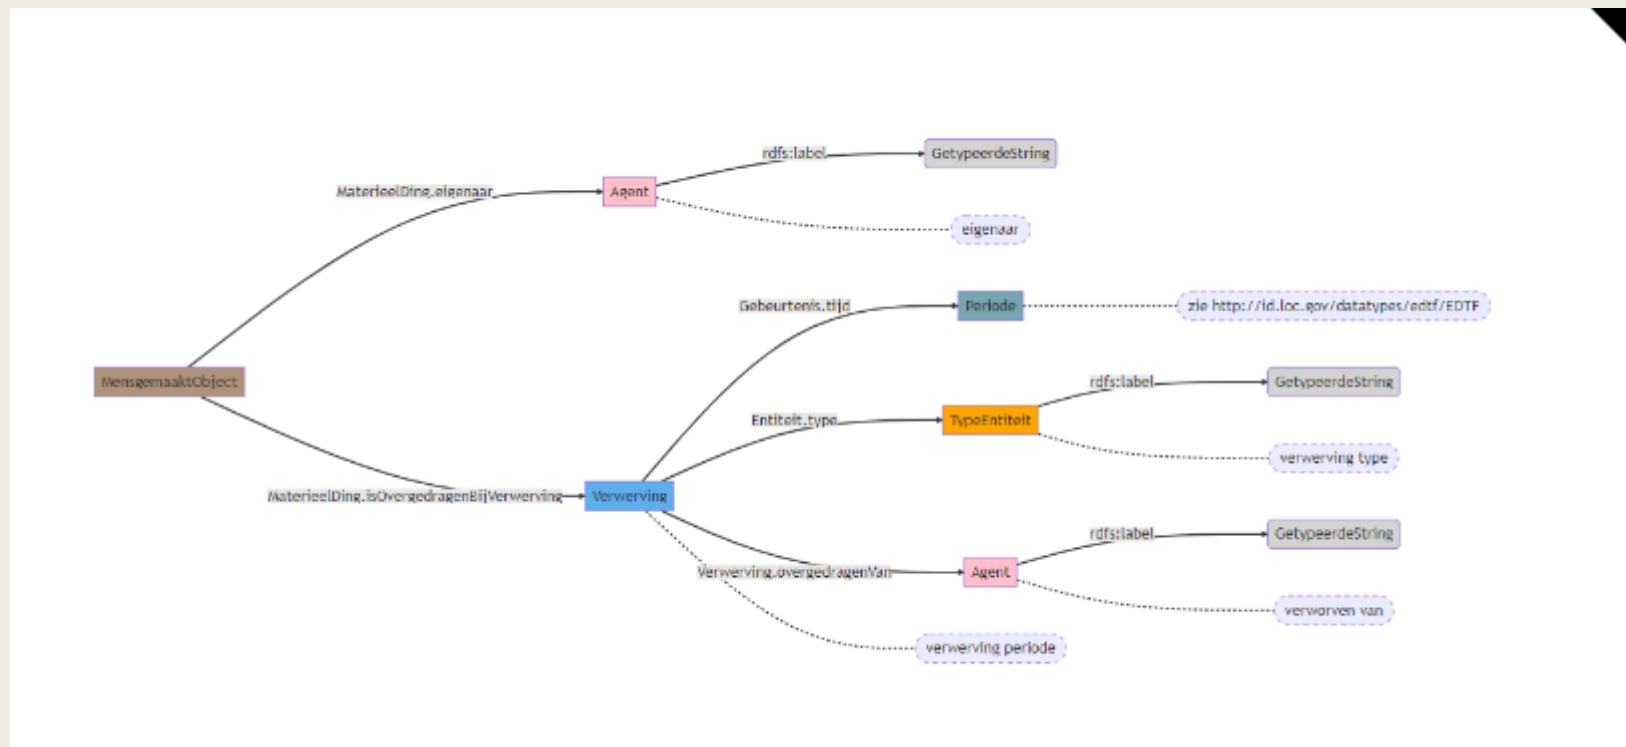 rdfs:label
GetypeerdeString
MaterieelDing.eigenaar
Agent
eigenaar
Gebeurtenis.tijd
Periode
zie http://id.loc.gov/datatypes/edtf/EDTF
MensgemaaktObject
rdfs:label
GetypeerdeString
Entiteit.type
TypeEntiteit
verwerving type
MaterieelDing.isOvergedragenBijVerwerving
Verwerving
rdfs:label
GetypeerdeString
Verwerving.overgedragenVan
Agent
verworven van
verwerving periode